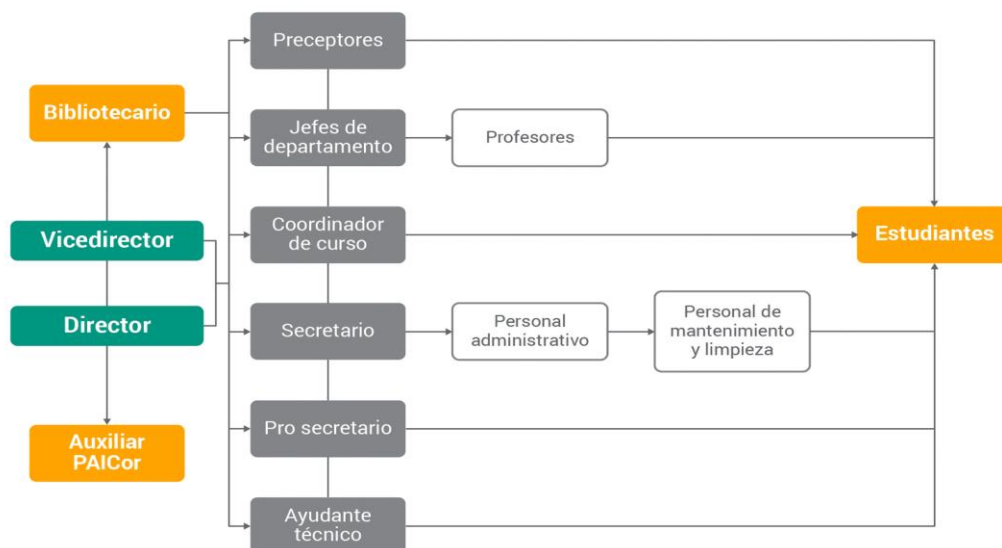 Preceptores
Bibliotecario
Jefes de
departamento
Profesores
Vicedirector
Coordinador
de curso
Estudiantes
Director
Secretario
Personal
administrativo
Personal de
mantenimiento
y limpieza
Auxiliar
PAICor
Pro secretario
Ayudante
técnico